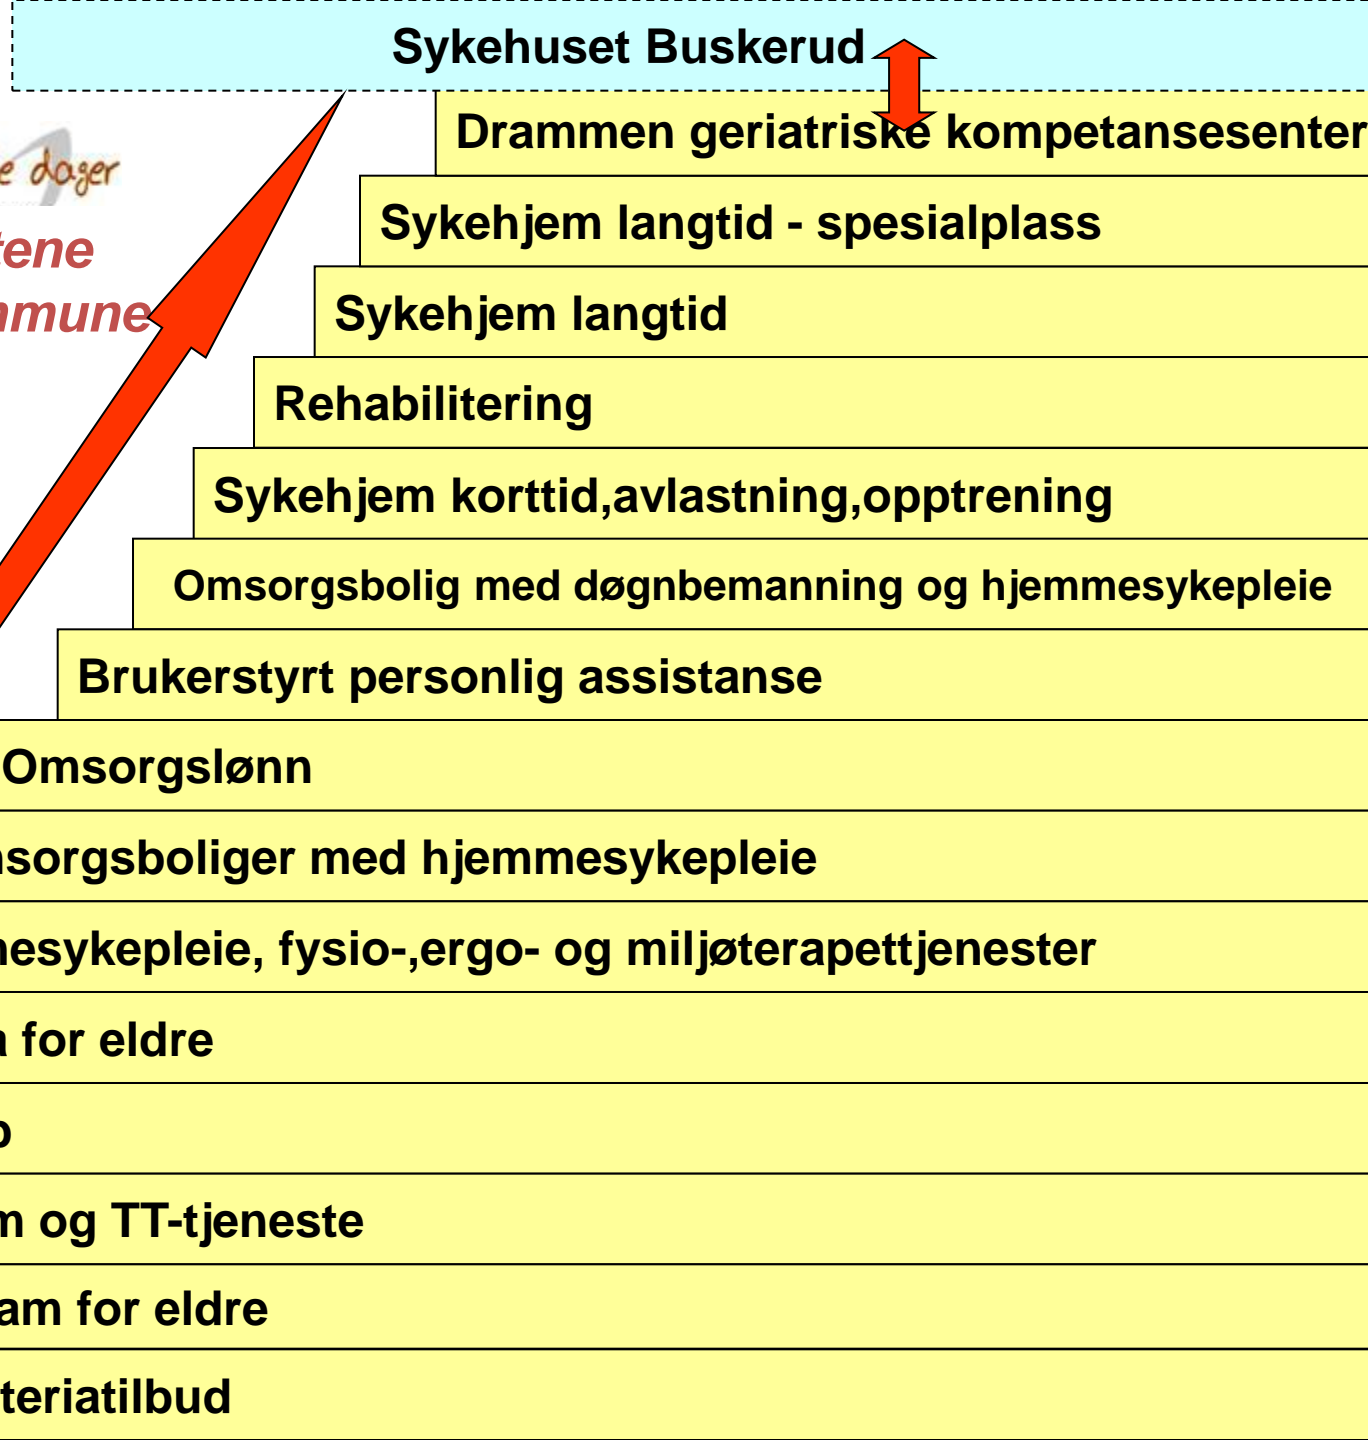 Sykehuset Buskerud
Drammen geriatriske kompetansesenter
dager
Sykehjem langtid - spesialplass
Sykehjem langtid
Rehabilitering
Sykehjem korttid,avlastning,opptrening
Omsorgsbolig med døgnbemanning og hjemmesykepleie
Brukerstyrt personlig assistanse
Omsorgslønn
nsorgsboliger med hjemmesykepleie
nesykepleie, fysio-,ergo- og miljøterapettjenester
for eldre
og TT-tjeneste
am for eldre
teriatilbud